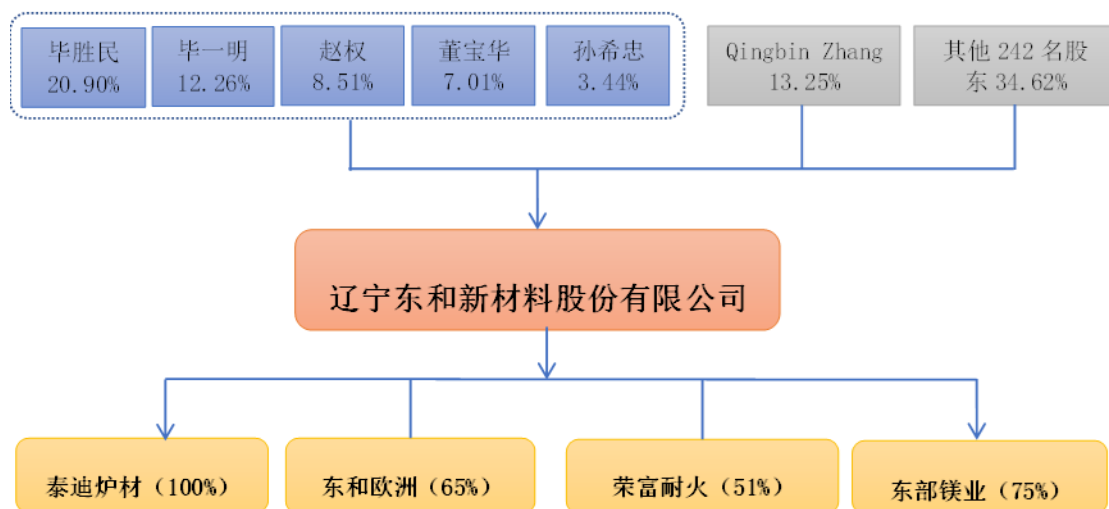 毕胜民
20.90%
毕一明
12.26%
赵权
8.51%
董宝华
7.01%
孙希忠
3.44%
Qingbin Zhang
13.25%
其他 242 名股
东 34.62%
辽宁东和新材料股份有限公司
泰迪炉材（100%）
东和欧洲（65%）
荣富耐火（51%）
东部镁业（75%）